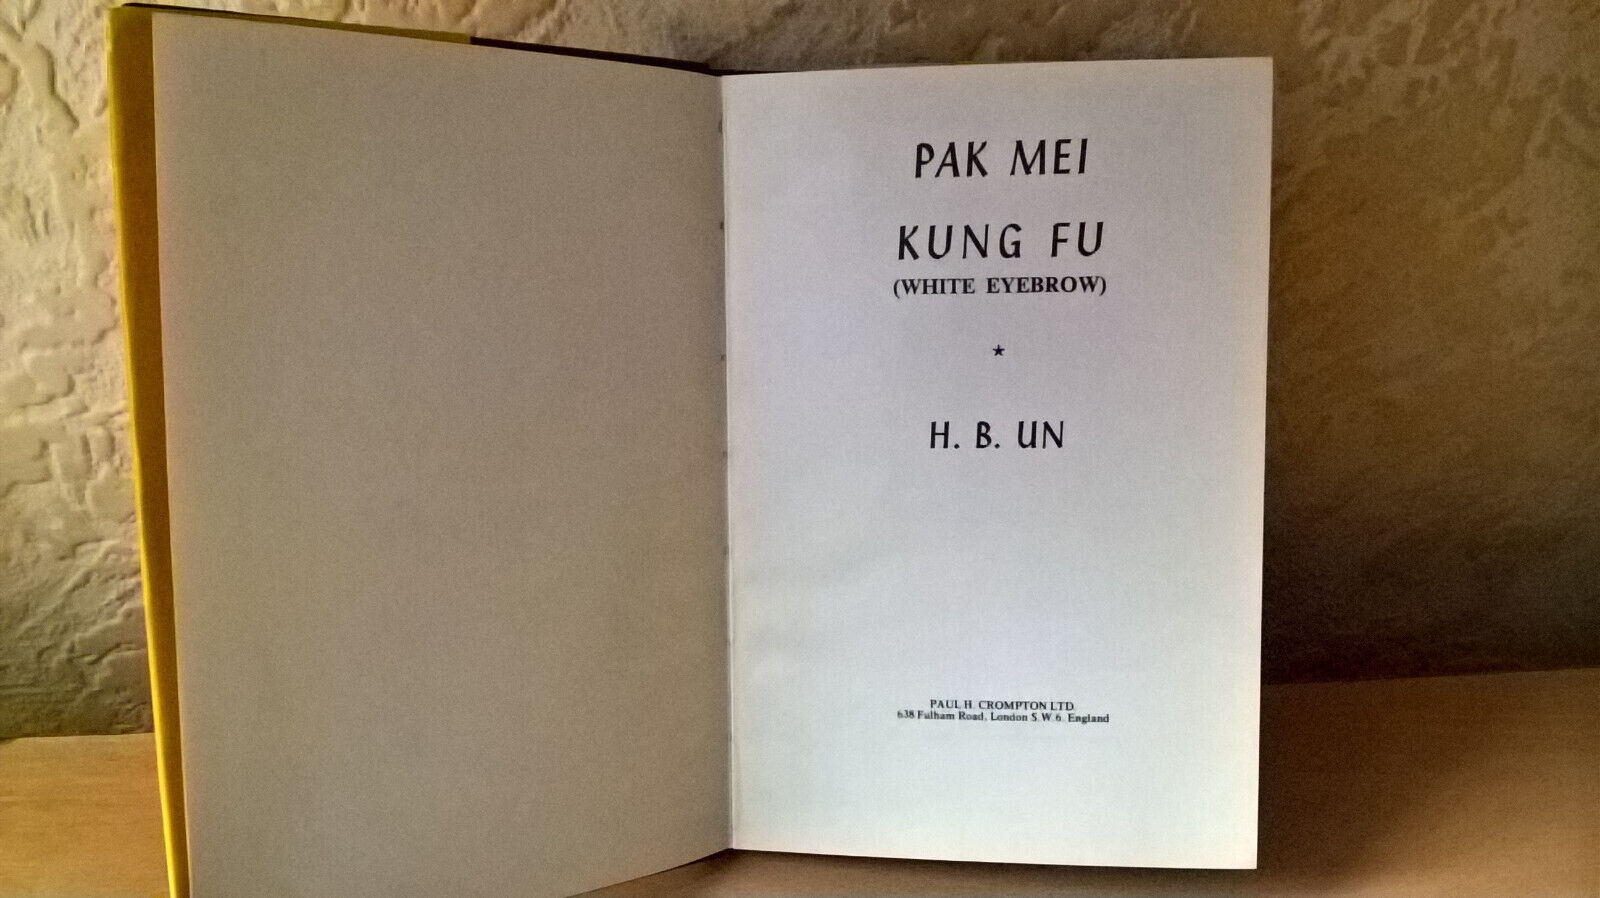 PAK MEI
KUNG FU
(WHITE EYEBROW)
★
H. B. UN
PAUL H. CROMPTON LTD.
638 Fulham Road, London S.W.6. England